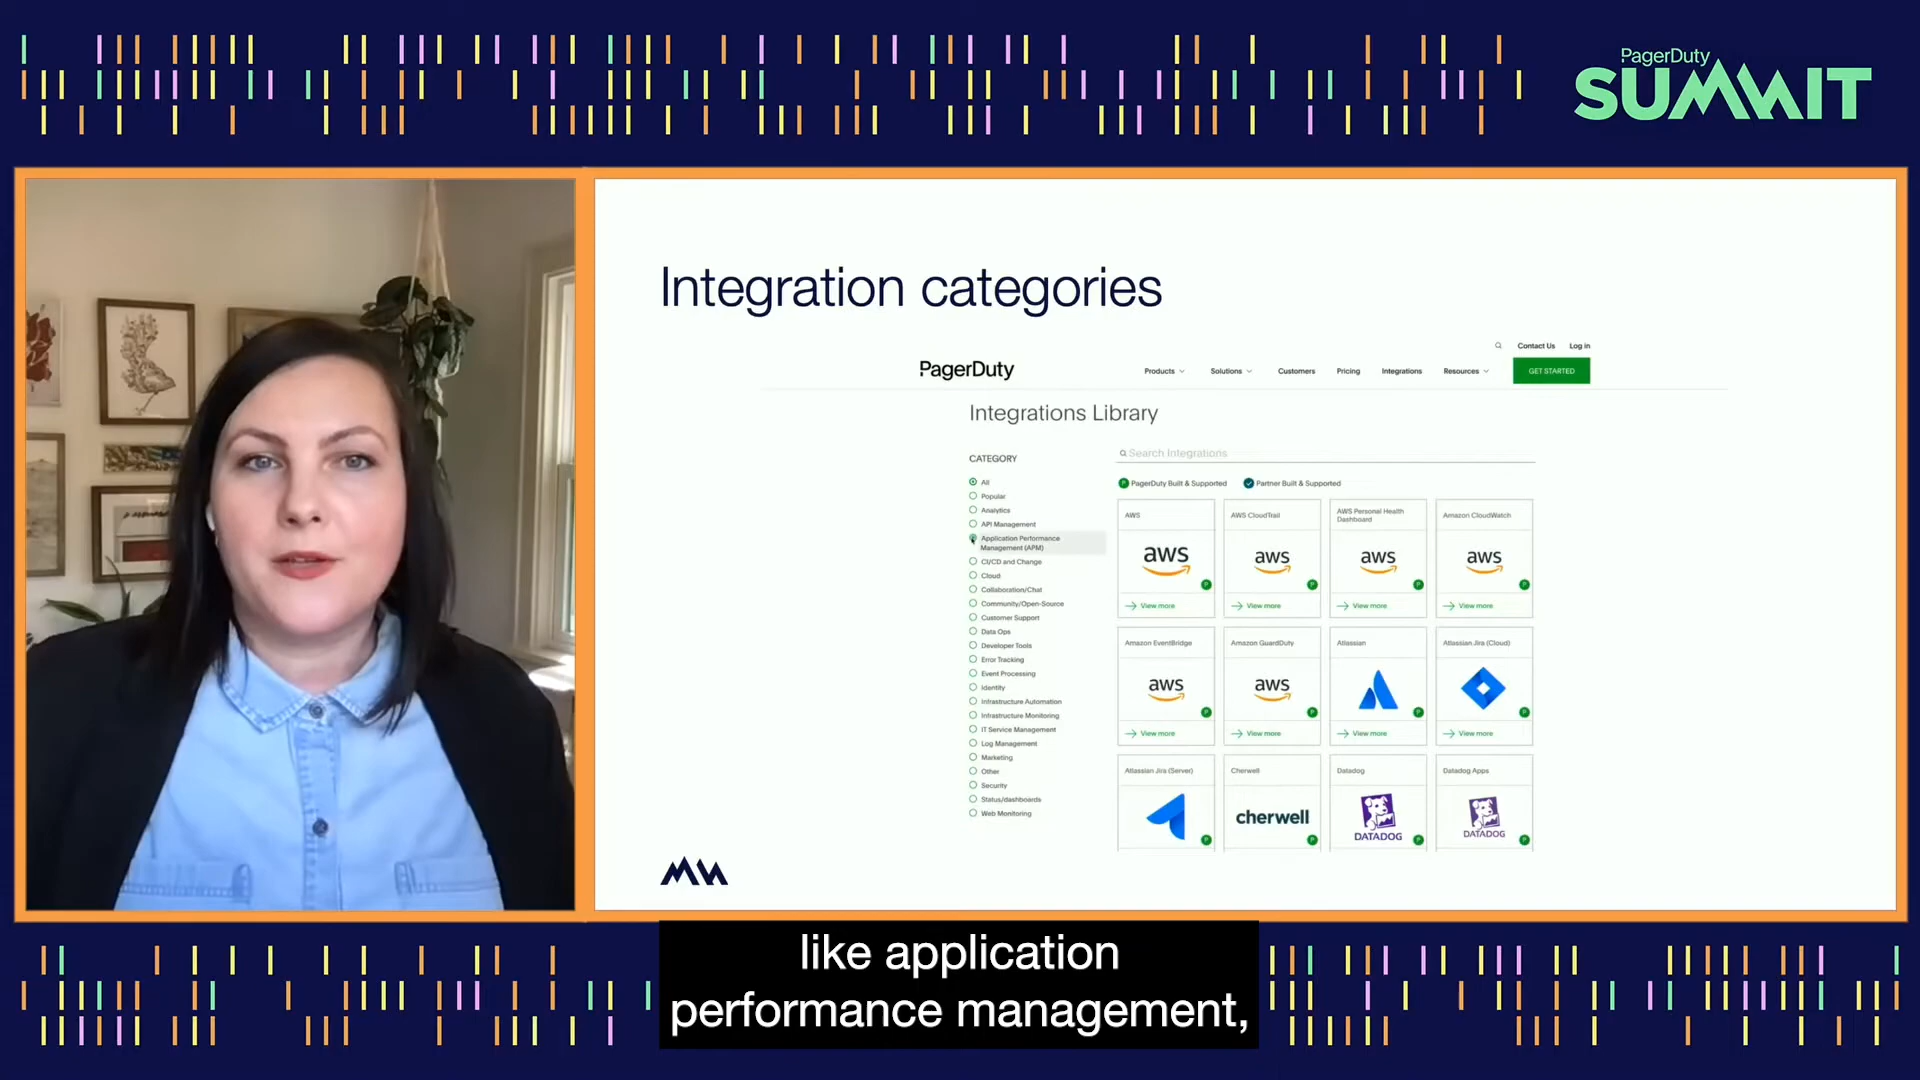 PagerDuty
SUMMIT
Integration categories
Contact Us Log in
PagerDuty Products Solutions Customers Pricing Integrations Resources GET STARTED
Integrations Library
CATEGORY
All
Popular
Analytics
API Management
Application Performance
Management (APM)
CI/CD and Change
Cloud
Collaboration/Chat
Community/Open-Source
Customer Support
Data Ops
Developer Tools
Error Tracking
Event Processing
Identity
Infrastructure Automation
Infrastructure Monitoring
IT Service Management
Log Management
Marketing
Other
Security
Status/dashboards
Web Monitoring
Search Integrations
P PagerDuty Built & Supported Partner Built & Supported
AWS
aws
P
View more
AWS CloudTrail
aws
P
View more
AWS Personal Health
Dashboard
aws
P
View more
Amazon CloudWatch
aws
P
View more
Amazon EventBridge
aws
P
View more
Amazon GuardDuty
aws
P
View more
Atlassian
P
View more
Atlassian Jira (Cloud)
P
View more
Atlassian Jira (Server)
P
Cherwell
cherwell
P
Datadog
DATADOG
P
Datadog Apps
DATADOG
P
like application
performance management,